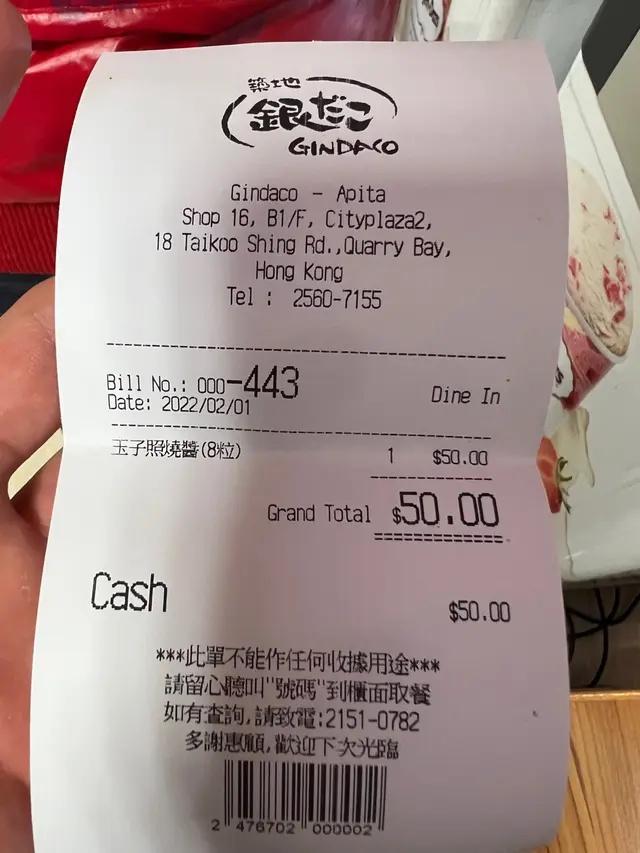 築地
銀だこ
GINDACO
Gindaco - Apita
Shop 16, B1/F, Cityplaza2,
18 Taikoo Shing Rd.,Quarry Bay,
Hong Kong
Tel : 2560-7155
Bill No.: 000-443 Dine In
Date: 2022/02/01
玉子照燒醬(8粒) 1 $50.00
Grand Total $50.00
Cash $50.00
***此單不能作任何收據用途***
請留心聽叫"號碼"到櫃面取餐
如有查詢,請致電:2151-0782
多謝惠顧,歡迎下次光臨
2 476702 000002